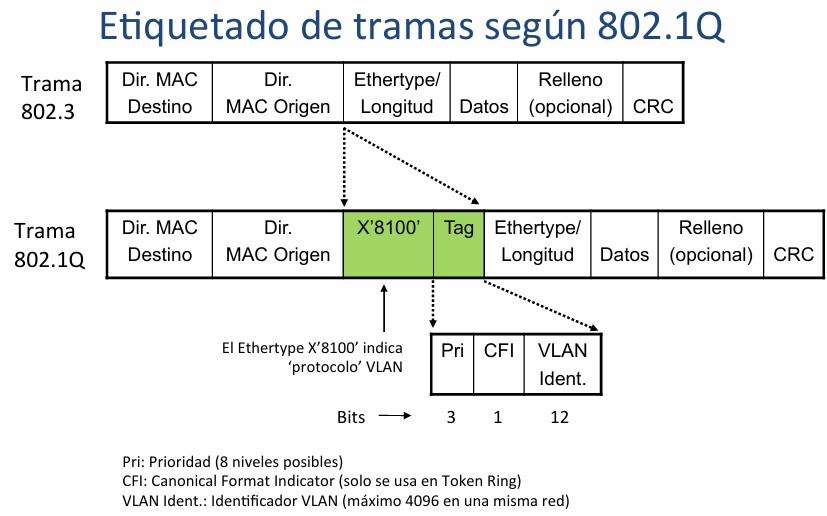 Etiquetado de tramas según 802.1Q
Trama
802.3
Dir. MAC
Destino
Dir.
MAC Origen
Ethertype/
Longitud
Datos
Relleno
(opcional)
CRC
Trama
802.1Q
Dir. MAC
Destino
Dir.
MAC Origen
X'8100'
Tag
Ethertype/
Longitud
Datos
Relleno
(opcional)
CRC
El Ethertype X'8100' indica
'protocolo' VLAN
Pri
CFI
VLAN
Ident.
Bits
3
1
12
Pri: Prioridad (8 niveles posibles)
CFI: Canonical Format Indicator (solo se usa en Token Ring)
VLAN Ident.: Identificador VLAN (máximo 4096 en una misma red)